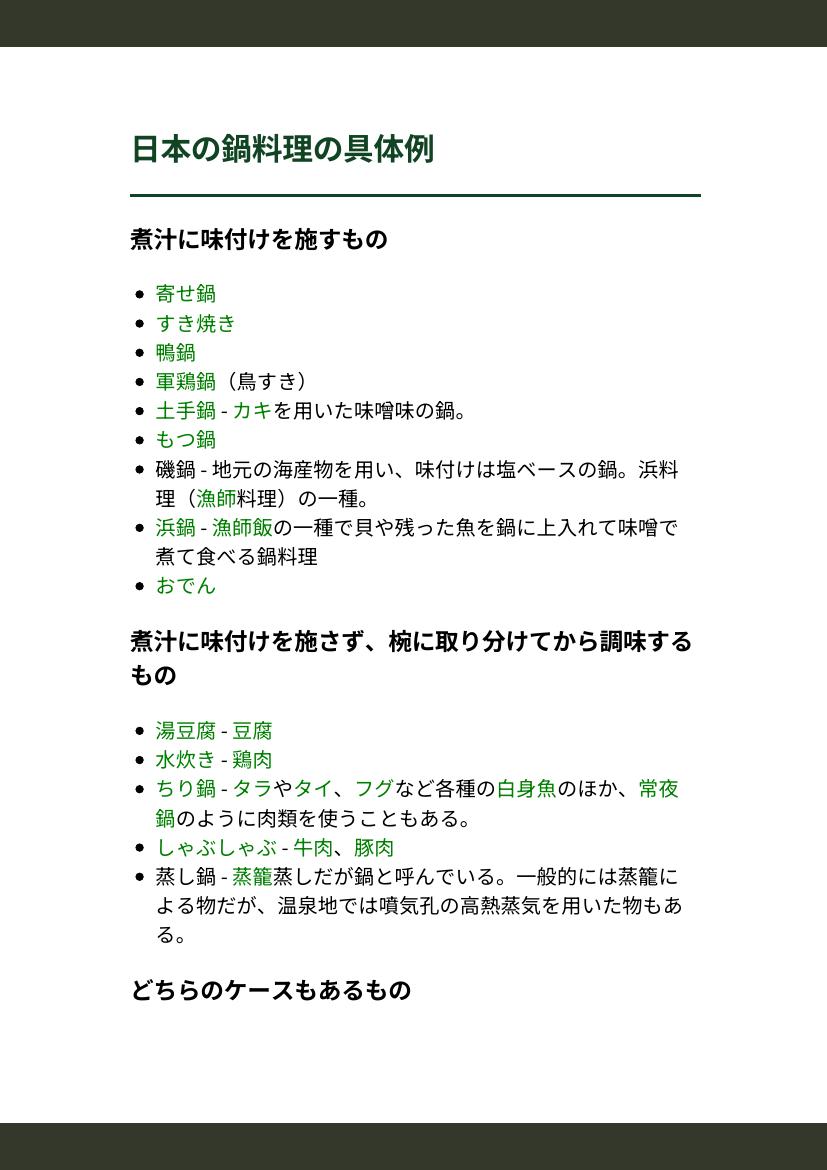 日本の鍋料理の具体例
煮汁に味付けを施すもの
• 寄せ鍋
• すき焼き
• 鴨鍋
• 軍鶏鍋（鳥すき）
• 土手鍋 - カキを用いた味噌味の鍋。
• もつ鍋
• 磯鍋 - 地元の海産物を用い、味付けは塩ベースの鍋。浜料
理（漁師料理）の一種。
• 浜鍋 - 漁師飯の一種で貝や残った魚を鍋に上入れて味噌で
煮て食べる鍋料理
• おでん
煮汁に味付けを施さず、椀に取り分けてから調味する
もの
• 湯豆腐 - 豆腐
• 水炊き - 鶏肉
• ちり鍋 - タラやタイ、フグなど各種の白身魚のほか、常夜
鍋のように肉類を使うこともある。
• しゃぶしゃぶ - 牛肉、豚肉
• 蒸し鍋 - 蒸籠蒸しだが鍋と呼んでいる。一般的には蒸籠に
よる物だが、温泉地では噴気孔の高熱蒸気を用いた物もあ
る。
どちらのケースもあるもの